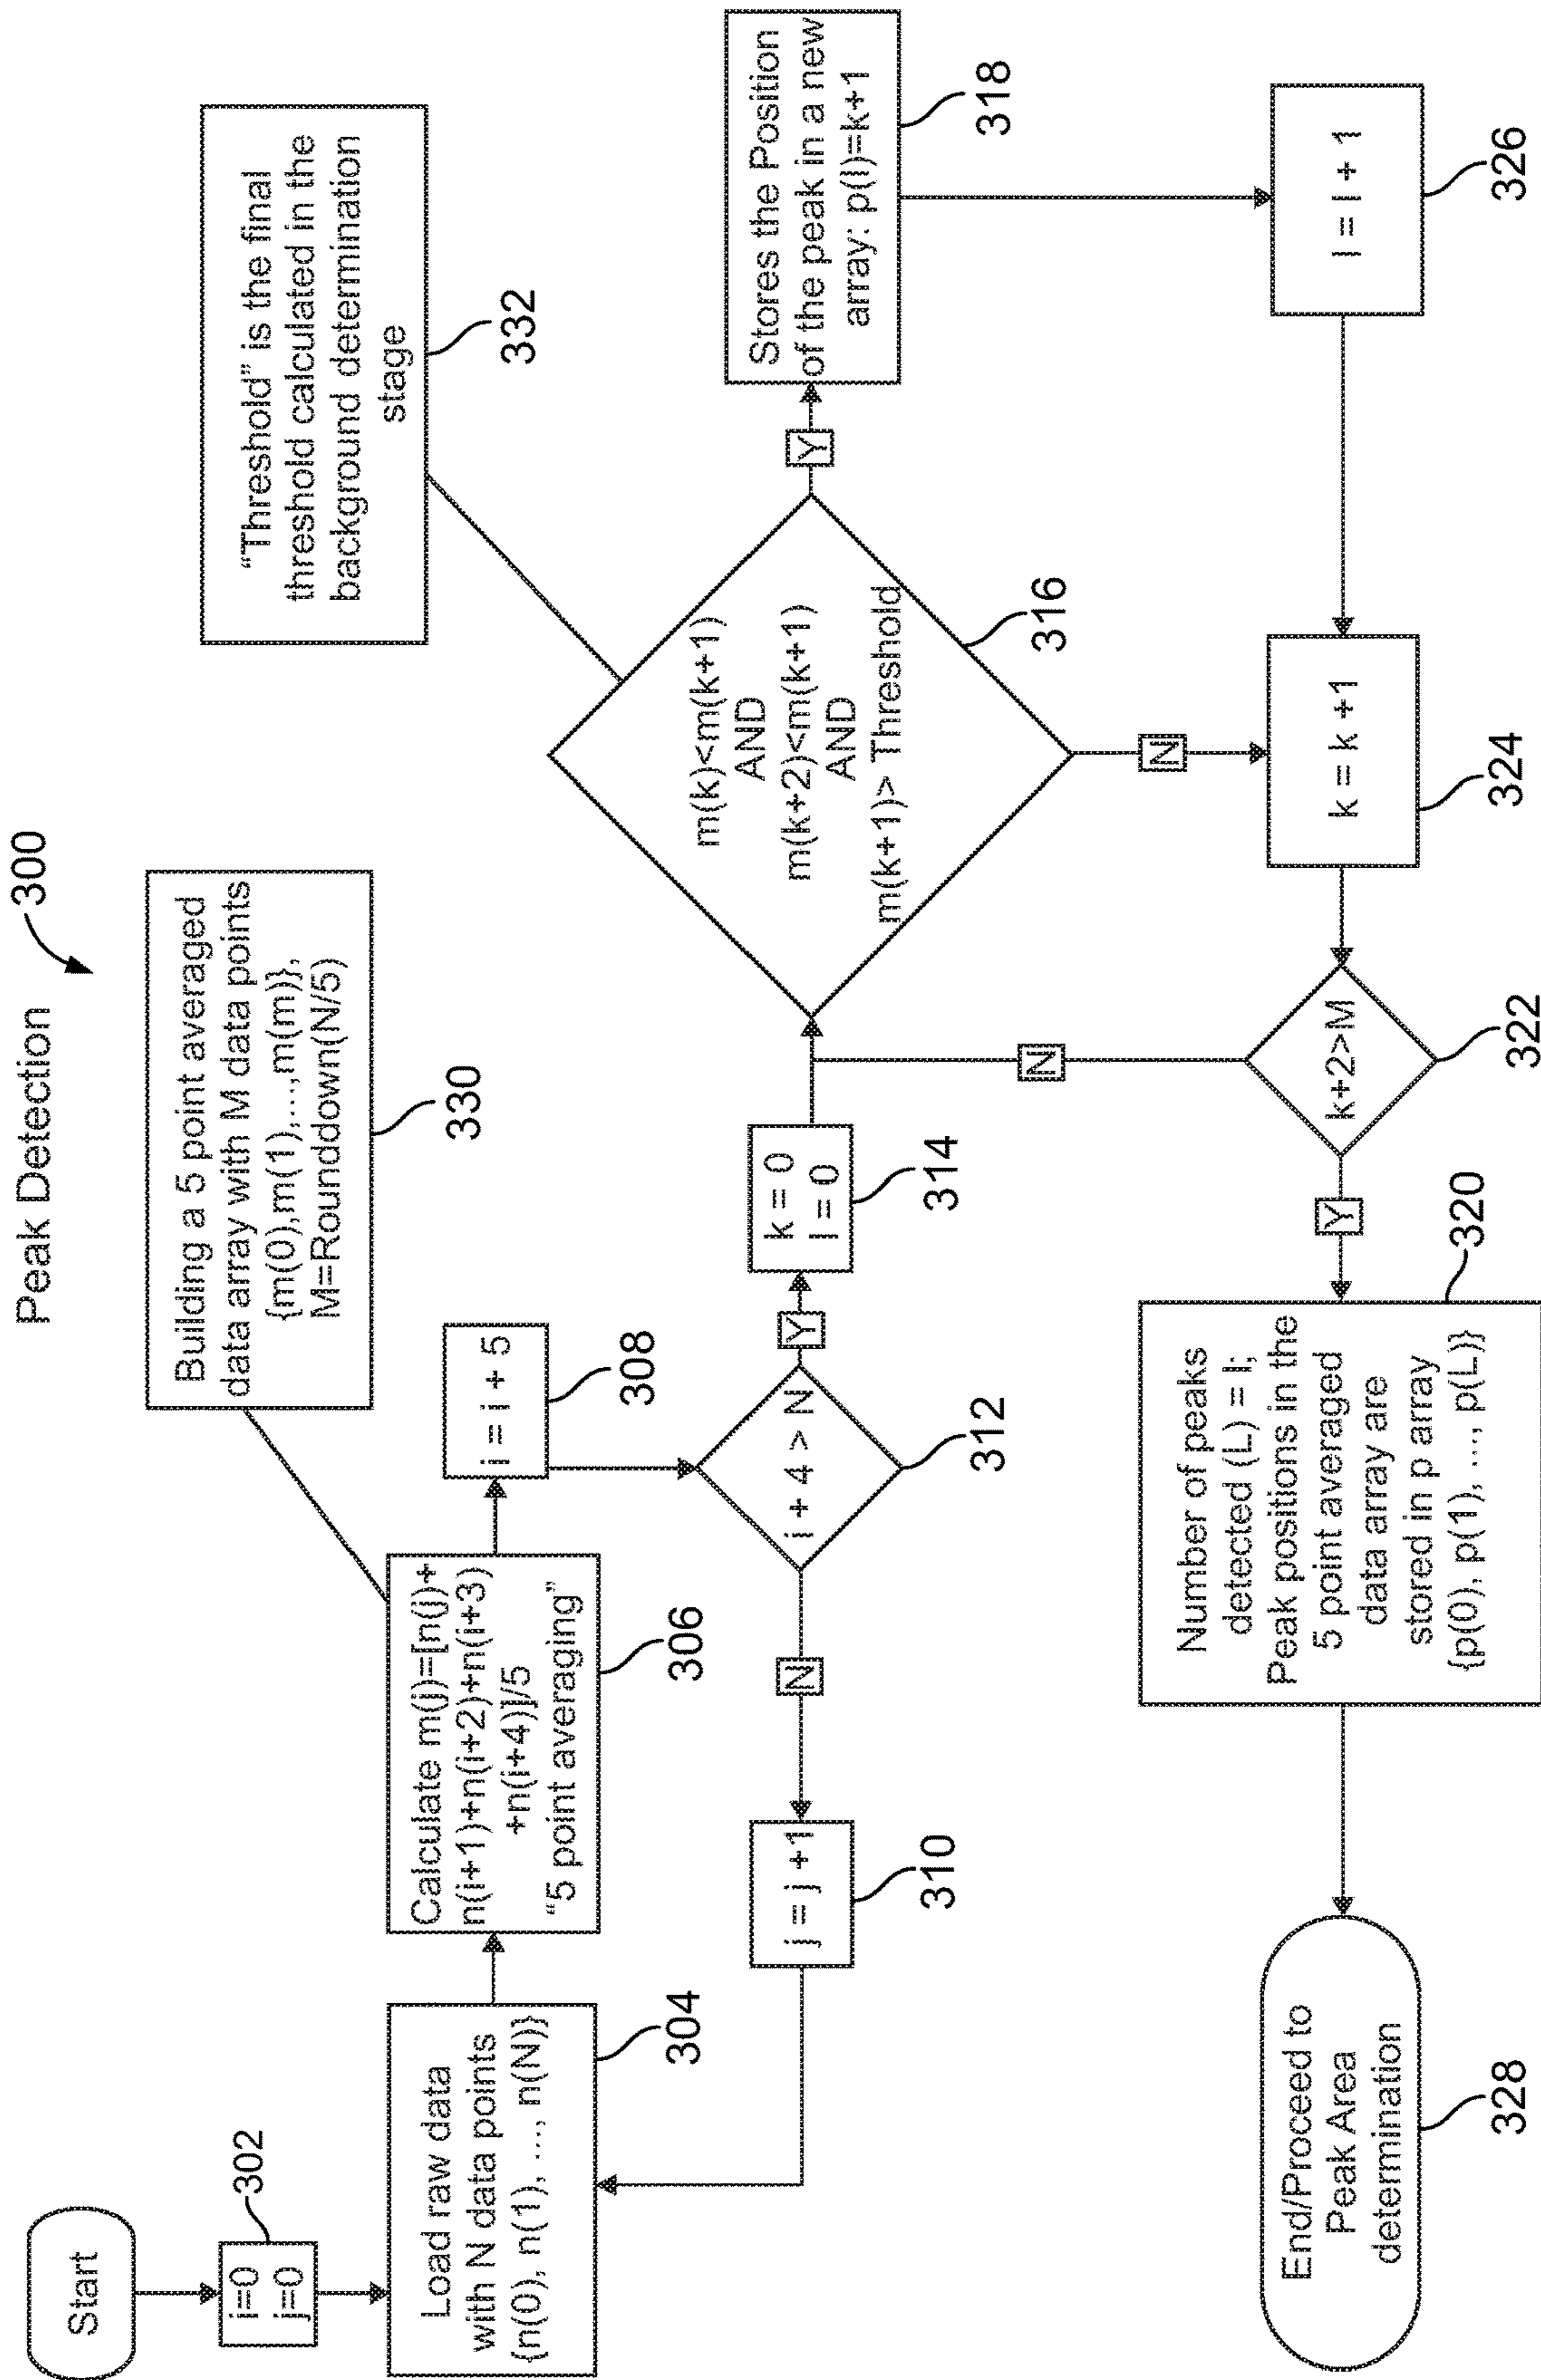 Peak Detection
300
Start
i=0
j=0
302
Load raw data
with N data points
{n(0), n(1), ..., n(N)}
304
Calculate m(j)=[n(j)+
n(i+1)+n(i+2)+n(i+3)
+n(i+4)]/5
“5 point averaging”
306
Building a 5 point averaged
data array with M data points
{m(0),m(1),...,m(m)},
M=Rounddown(N/5)
330
i = i + 5
308
i + 4 > N
312
N
j = j +1
310
Y
k = 0
l = 0
314
m(k)<m(k+1)
AND
m(k+2)<m(k+1)
AND
m(k+1)> Threshold
316
“Threshold” is the final
threshold calculated in the
background determination
stage
332
Y
Stores the Position
of the peak in a new
array: p(l)=k+1
318
l = l + 1
326
N
k = k +1
324
k+2>M
322
N
Y
Number of peaks
detected (L) = l;
Peak positions in the
5 point averaged
data array are
stored in p array
{p(0), p(1), ..., p(L)}
320
End/Proceed to
Peak Area
determination
328